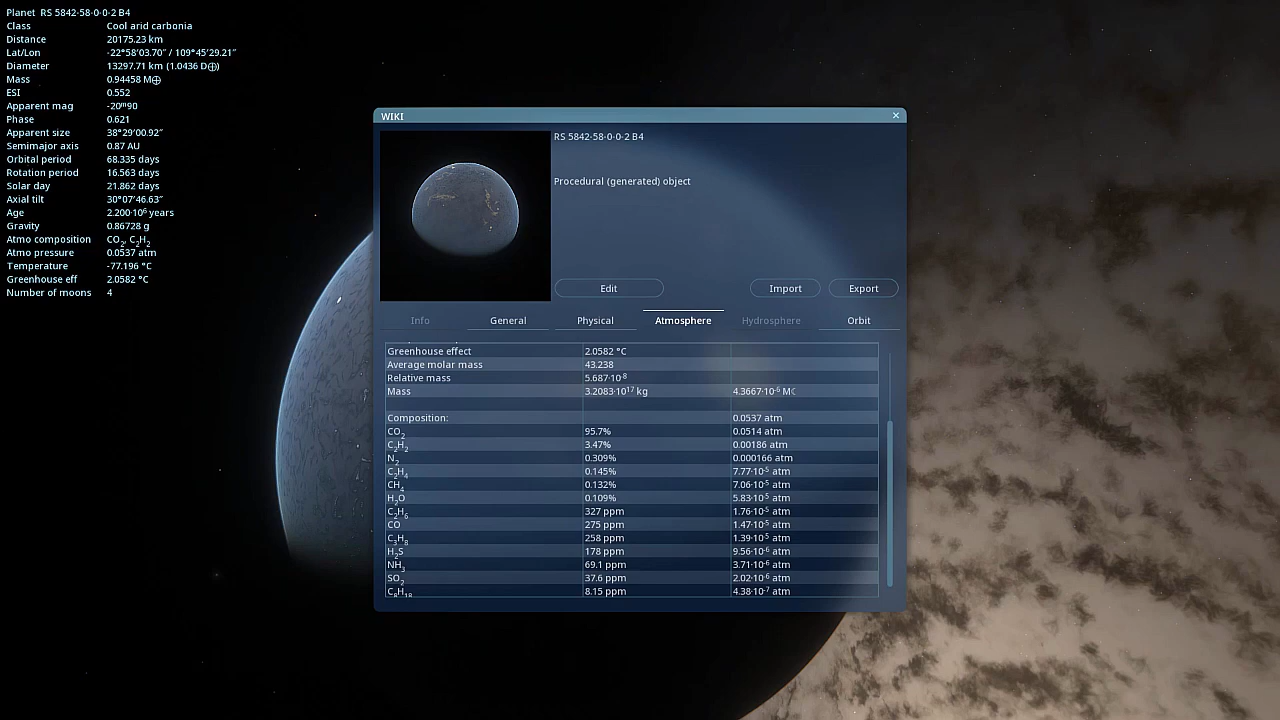 Planet RS 5842-58-0-0-2 B4
Class Cool arid carbonia
Distance 20175.23 km
Lat/Lon -22°58'03.70" / 109°45'29.21"
Diameter 13297.71 km (1.0436 D⊕)
Mass 0.94458 M⊕
ESI 0.552
Apparent mag -20ᵐ90
Phase 0.621
Apparent size 38°29'00.92"
Semimajor axis 0.87 AU
Orbital period 68.335 days
Rotation period 16.563 days
Solar day 21.862 days
Axial tilt 30°07'46.63"
Age 2.200·10⁶ years
Gravity 0.86728 g
Atmo composition CO₂, C₂H₂
Atmo pressure 0.0537 atm
Temperature -77.196 °C
Greenhouse eff 2.0582 °C
Number of moons 4
WIKI ×
RS 5842-58-0-0-2 B4
Procedural (generated) object
Edit Import Export
Info General Physical Atmosphere Hydrosphere Orbit
Greenhouse effect 2.0582 °C
Average molar mass 43.238
Relative mass 5.687·10⁻⁸
Mass 3.2083·10¹⁷ kg 4.3667·10⁻⁶ M☾
Composition: 0.0537 atm
CO₂ 95.7% 0.0514 atm
C₂H₂ 3.47% 0.00186 atm
N₂ 0.309% 0.000166 atm
C₂H₄ 0.145% 7.77·10⁻⁵ atm
CH₄ 0.132% 7.06·10⁻⁵ atm
H₂O 0.109% 5.83·10⁻⁵ atm
C₂H₆ 327 ppm 1.76·10⁻⁵ atm
CO 275 ppm 1.47·10⁻⁵ atm
C₃H₈ 258 ppm 1.39·10⁻⁵ atm
H₂S 178 ppm 9.56·10⁻⁶ atm
NH₃ 69.1 ppm 3.71·10⁻⁶ atm
SO₂ 37.6 ppm 2.02·10⁻⁶ atm
C₈H₁₈ 8.15 ppm 4.38·10⁻⁷ atm